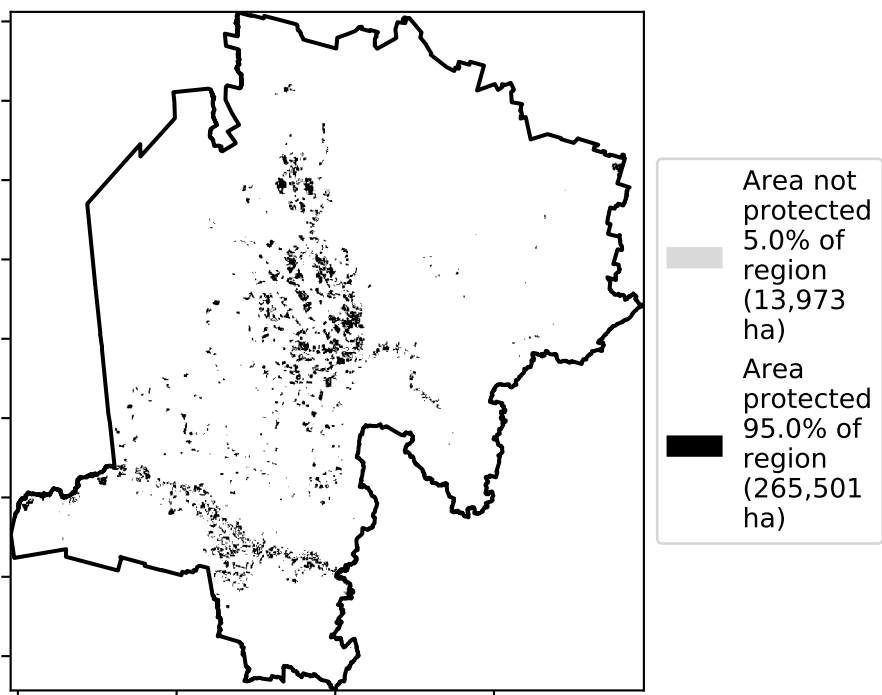 Area not
protected
5.0% of
region
(13,973
ha)
Area
protected
95.0% of
region
(265,501
ha)